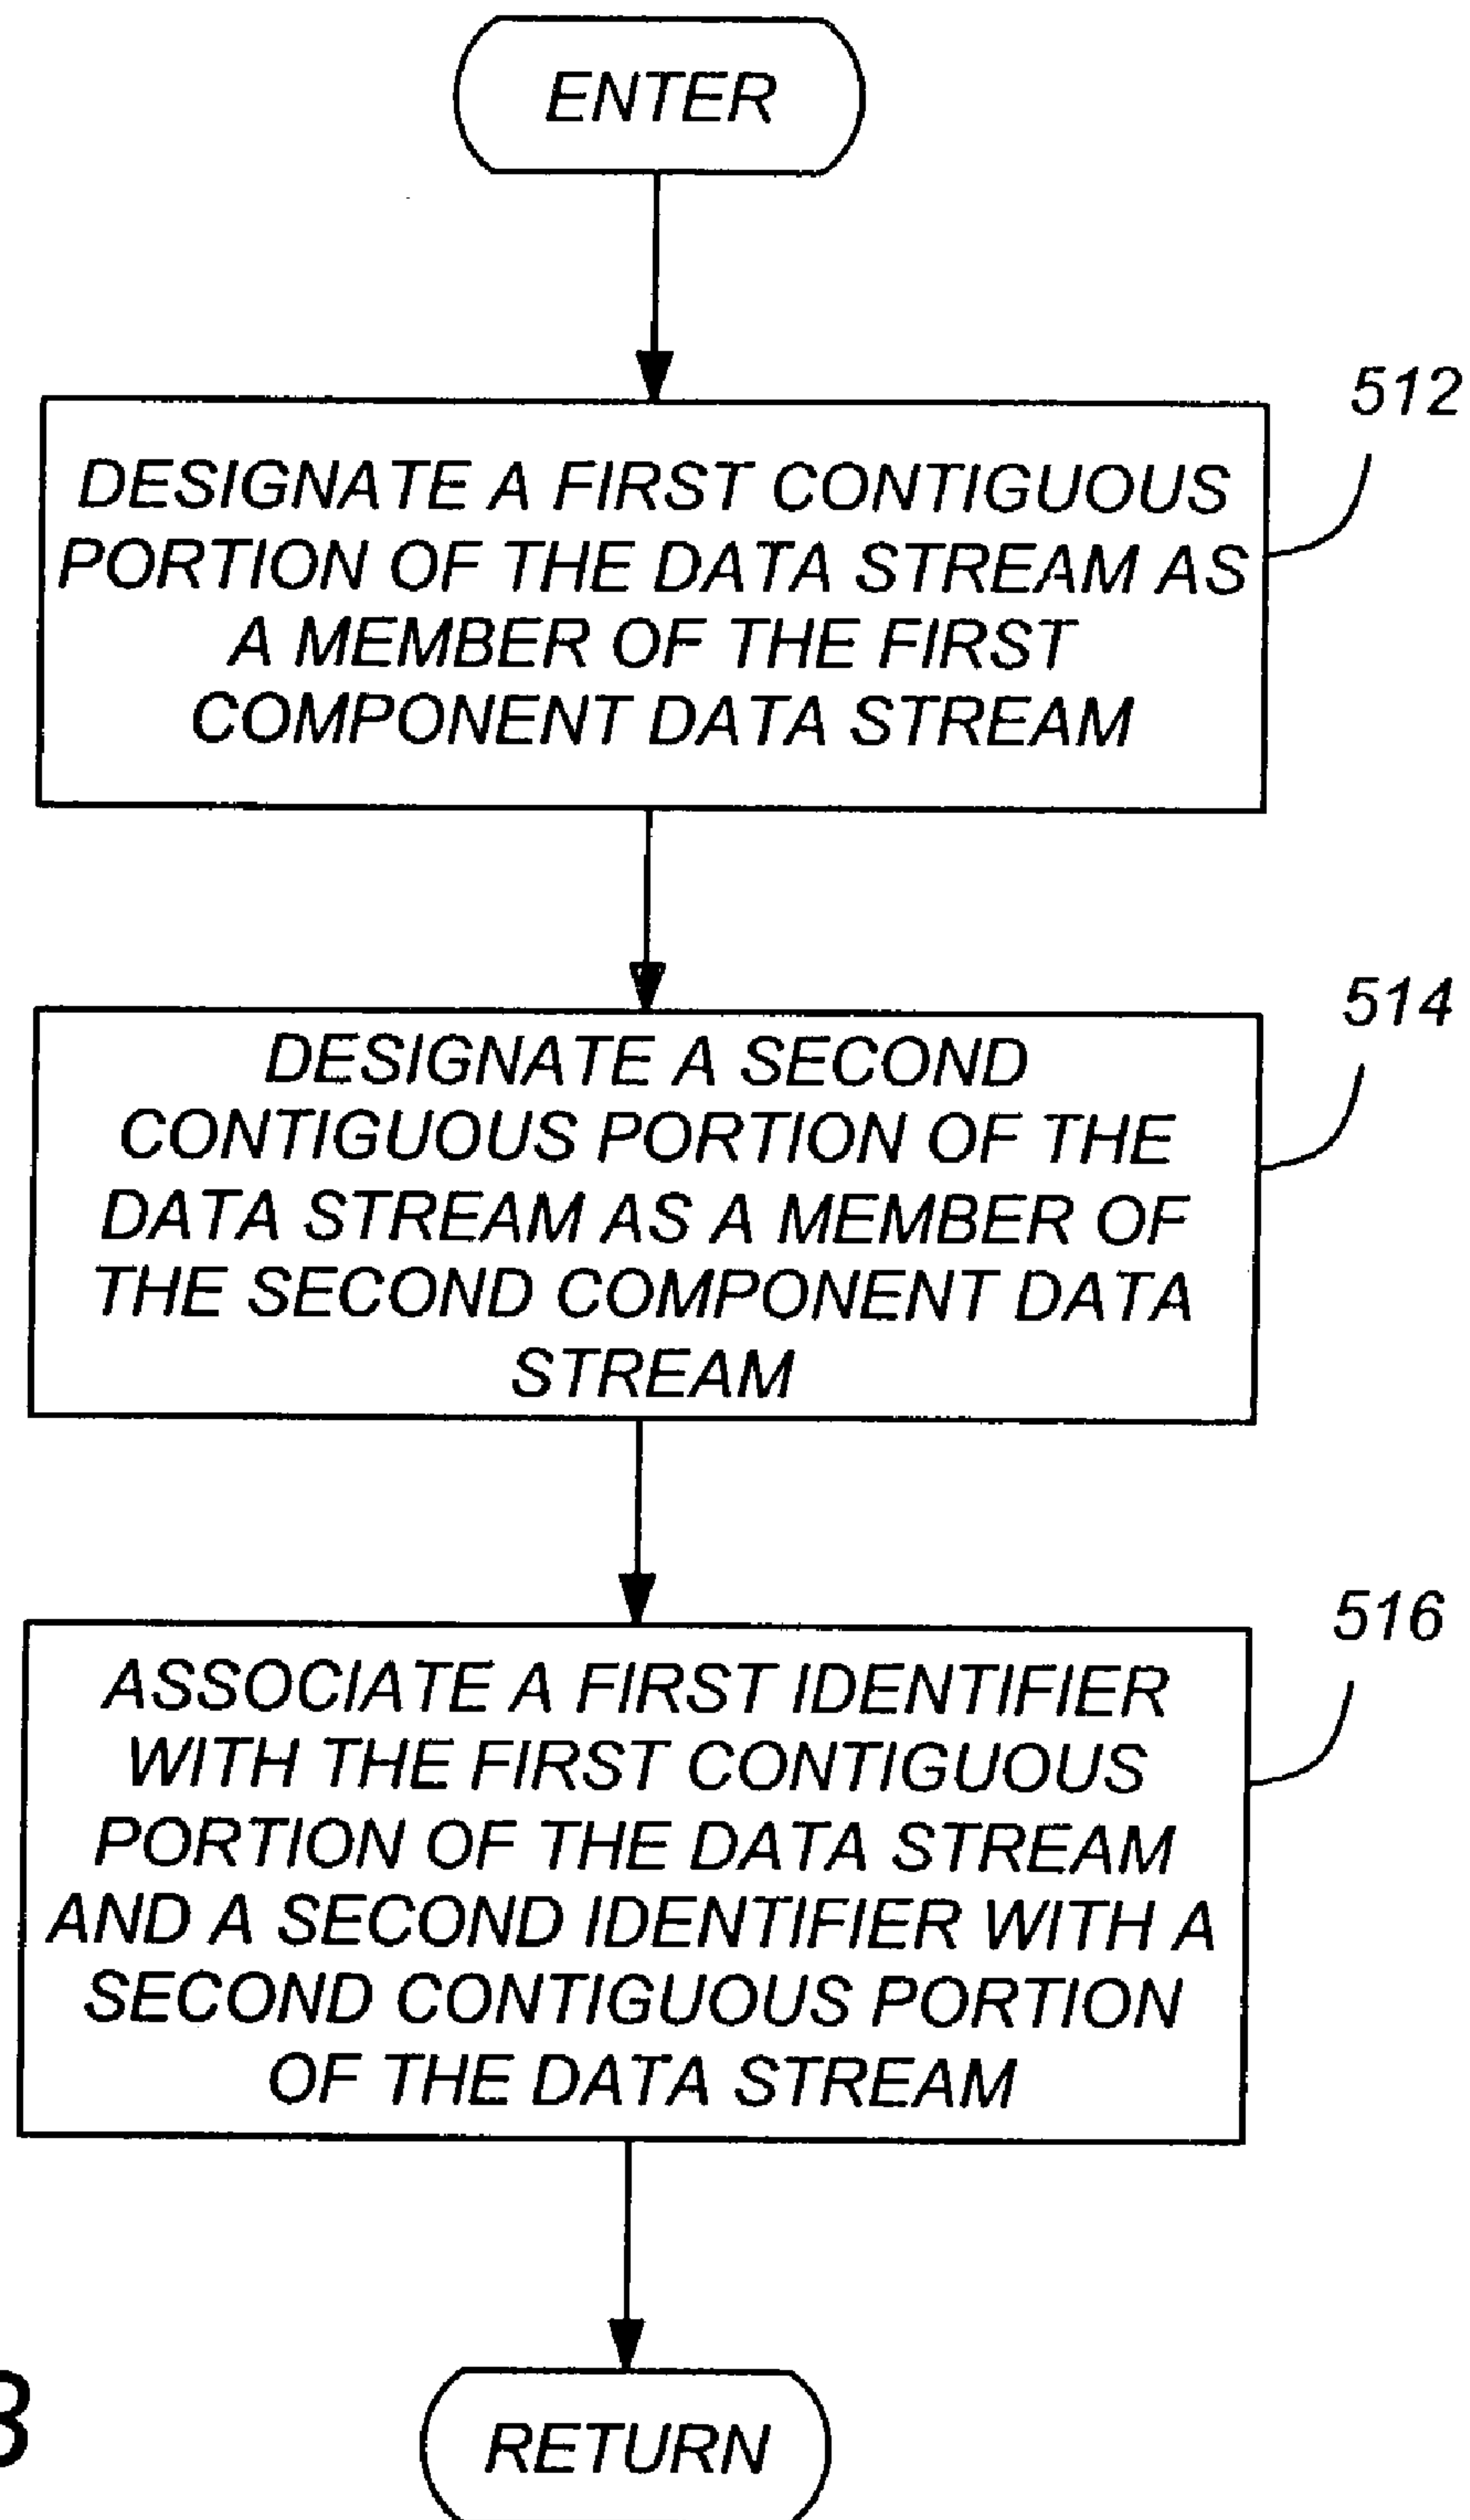 ENTER
512
DESIGNATE A FIRST CONTIGUOUS
PORTION OF THE DATA STREAM AS
A MEMBER OF THE FIRST
COMPONENT DATA STREAM
514
DESIGNATE A SECOND
CONTIGUOUS PORTION OF THE
DATA STREAM AS A MEMBER OF
THE SECOND COMPONENT DATA
STREAM
516
ASSOCIATE A FIRST IDENTIFIER
WITH THE FIRST CONTIGUOUS
PORTION OF THE DATA STREAM
AND A SECOND IDENTIFIER WITH A
SECOND CONTIGUOUS PORTION
OF THE DATA STREAM
RETURN